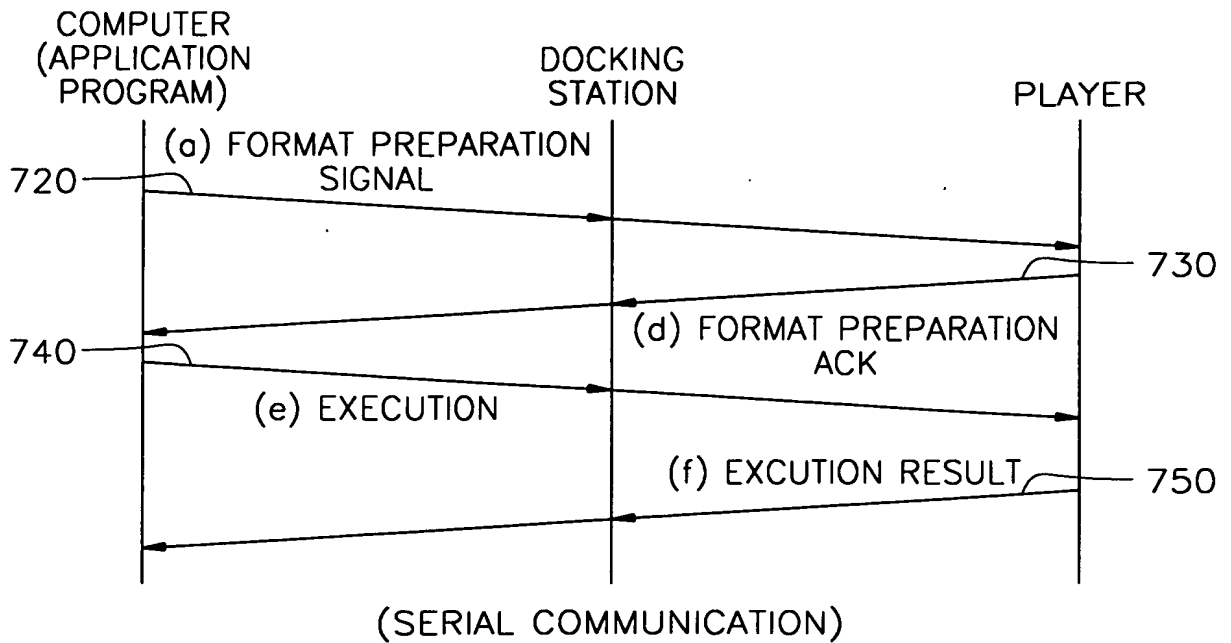 COMPUTER
(APPLICATION
PROGRAM)
DOCKING
STATION
PLAYER
(a) FORMAT PREPARATION
SIGNAL
720
730
(d) FORMAT PREPARATION
ACK
740
(e) EXECUTION
(f) EXCUTION RESULT
750
(SERIAL COMMUNICATION)